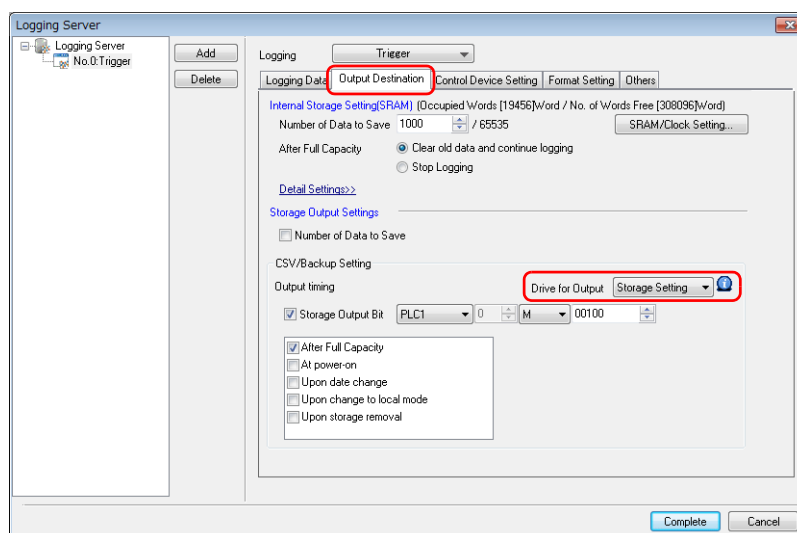 Logging Server
Logging Server
No.0:Trigger
Add
Delete
Logging Trigger
Logging Data Output Destination Control Device Setting Format Setting Others
Internal Storage Setting(SRAM) (Occupied Words [19456]Word / No. of Words Free [308096]Word)
Number of Data to Save 1000 / 65535 SRAM/Clock Setting...
After Full Capacity Clear old data and continue logging
Stop Logging
Detail Settings>>
Storage Output Settings
Number of Data to Save
CSV/Backup Setting
Output timing Drive for Output Storage Setting
Storage Output Bit PLC1 0 M 00100
After Full Capacity
At power-on
Upon date change
Upon change to local mode
Upon storage removal
Complete Cancel